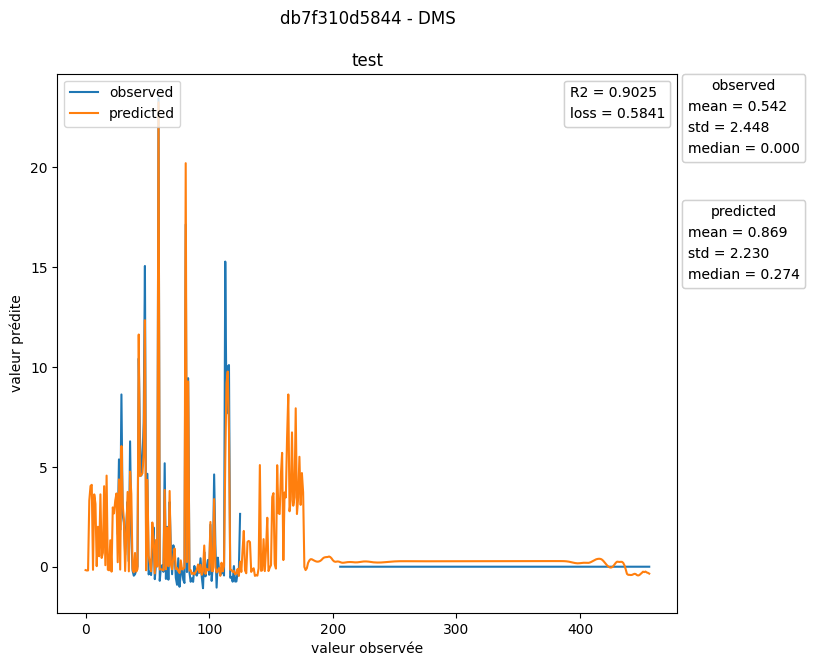 db7f310d5844 - DMS
test
observed
predicted
R2 = 0.9025
loss = 0.5841
observed
mean = 0.542
std = 2.448
median = 0.000
predicted
mean = 0.869
std = 2.230
median = 0.274
valeur prédite
20
15
10
5
0
0 100 200 300 400
valeur observée